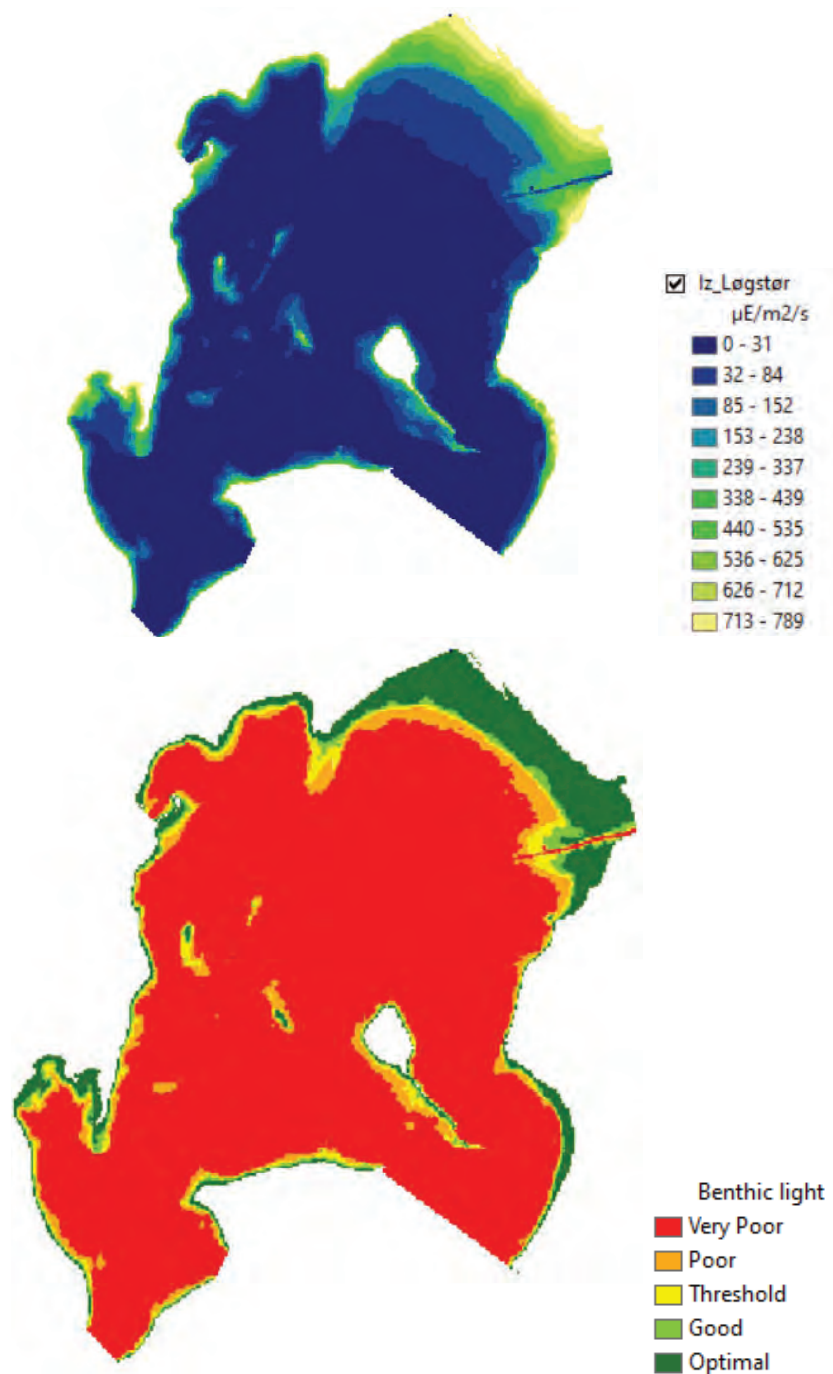 Iz_Løgstør
µE/m2/s
0 - 31
32 - 84
85 - 152
153 - 238
239 - 337
338 - 439
440 - 535
536 - 625
626 - 712
713 - 789
Benthic light
Very Poor
Poor
Threshold
Good
Optimal